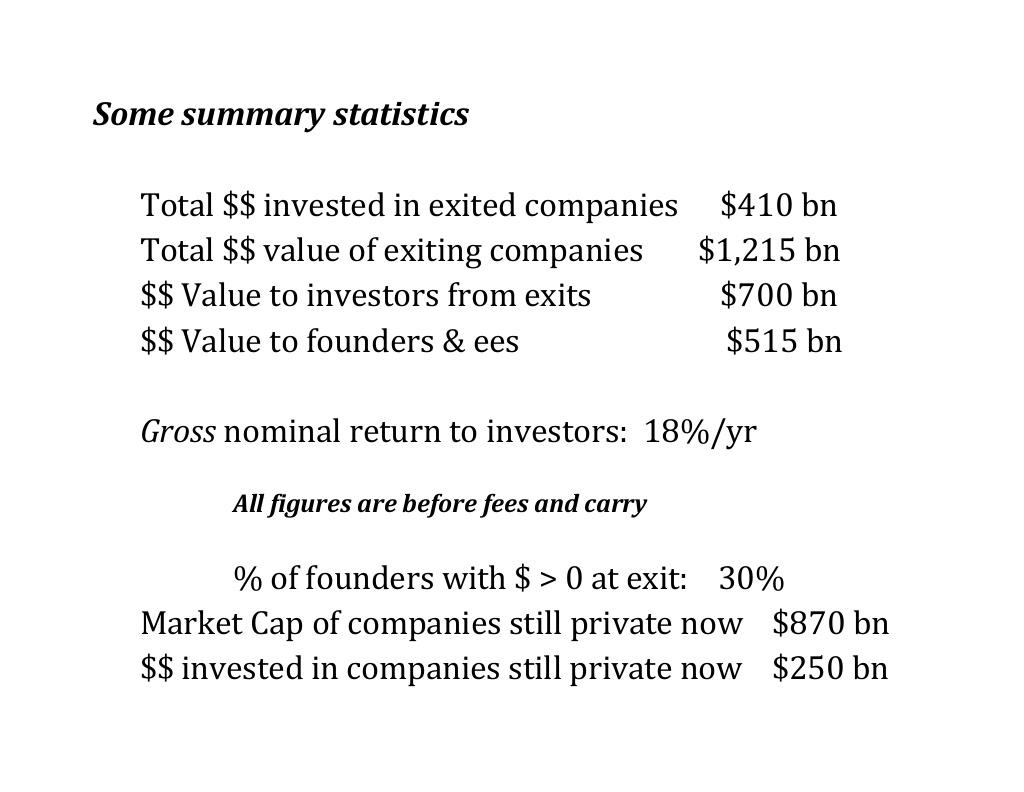 Some summary statistics
Total $$ invested in exited companies $410 bn
Total $$ value of exiting companies $1,215 bn
$$ Value to investors from exits $700 bn
$$ Value to founders & ees $515 bn
Gross nominal return to investors: 18%/yr
All figures are before fees and carry
% of founders with $ > 0 at exit: 30%
Market Cap of companies still private now $870 bn
$$ invested in companies still private now $250 bn